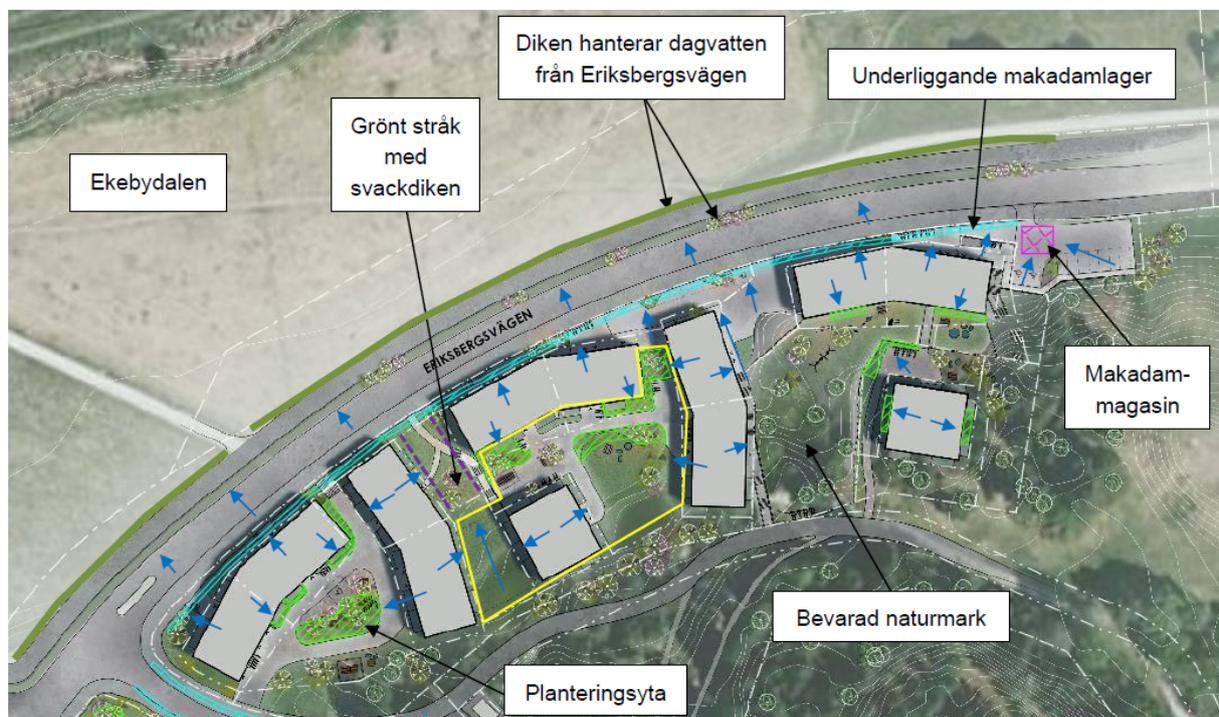 Diken hanterar dagvatten
från Eriksbergsvägen
Underliggande makadamlager
Grönt stråk
med
svackdiken
Ekebydalen
ERIKSBERGSVÄGEN
Makadam-
magasin
Bevarad naturmark
Planteringsyta